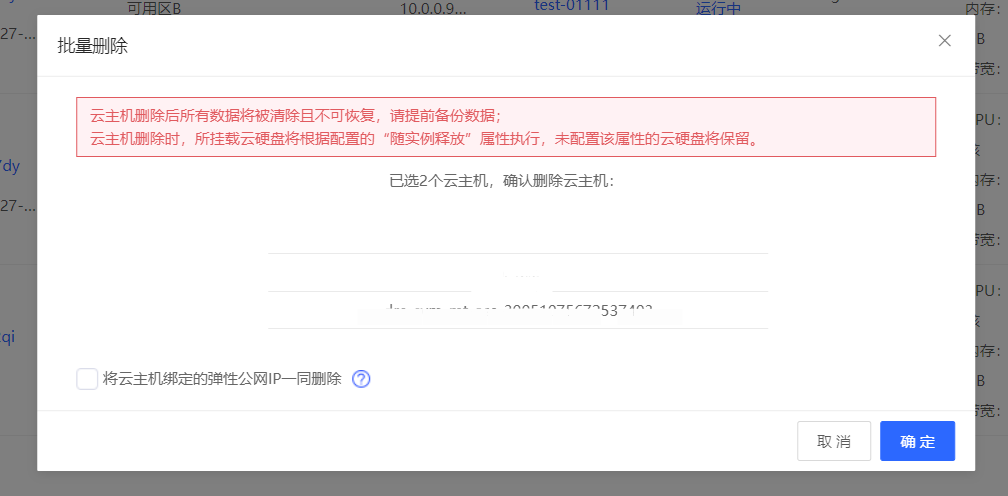 可用区B
10.0.0.9...
test-01111
运行中
内存:
27-...
B
批量删除
云主机删除后所有数据将被清除且不可恢复，请提前备份数据；
云主机删除时，所挂载云硬盘将根据配置的“随实例释放”属性执行，未配置该属性的云硬盘将保留。
PU:
核
7dy
已选2个云主机，确认删除云主机：
内存:
27-...
B
带宽:
PU:
核
qi
内存:
将云主机绑定的弹性公网IP一同删除
B
带宽:
取 消
确 定